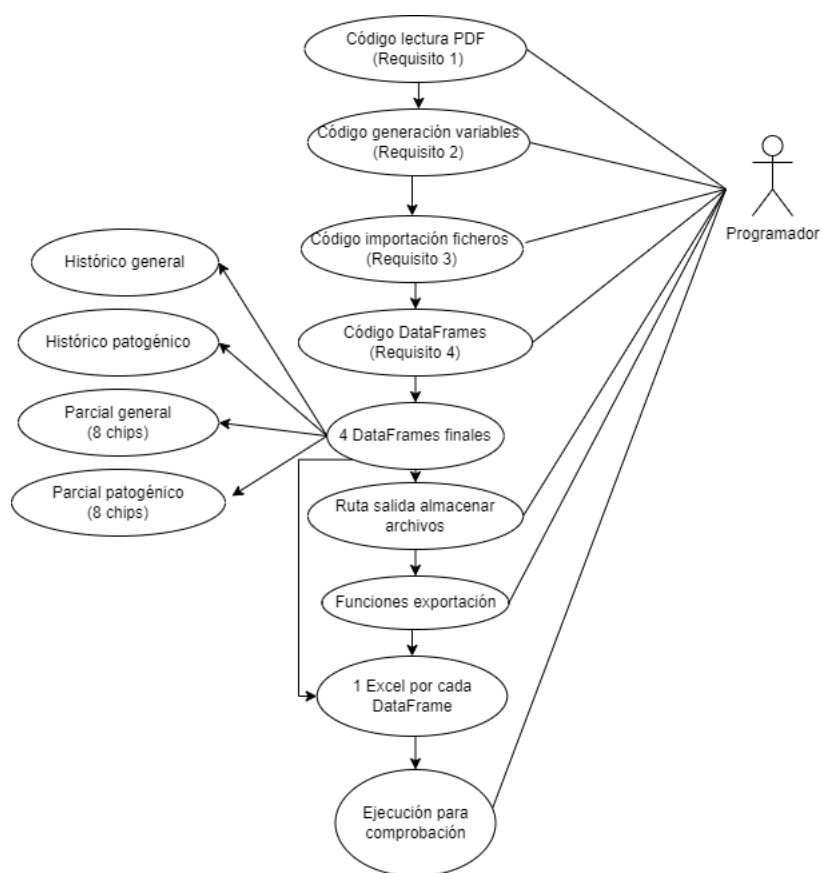 Código lectura PDF
(Requisito 1)
Código generación variables
(Requisito 2)
Programador
Código importación ficheros
(Requisito 3)
Histórico general
Código DataFrames
(Requisito 4)
Histórico patogénico
Parcial general
(8 chips)
4 DataFrames finales
Parcial patogénico
(8 chips)
Ruta salida almacenar
archivos
Funciones exportación
1 Excel por cada
DataFrame
Ejecución para
comprobación